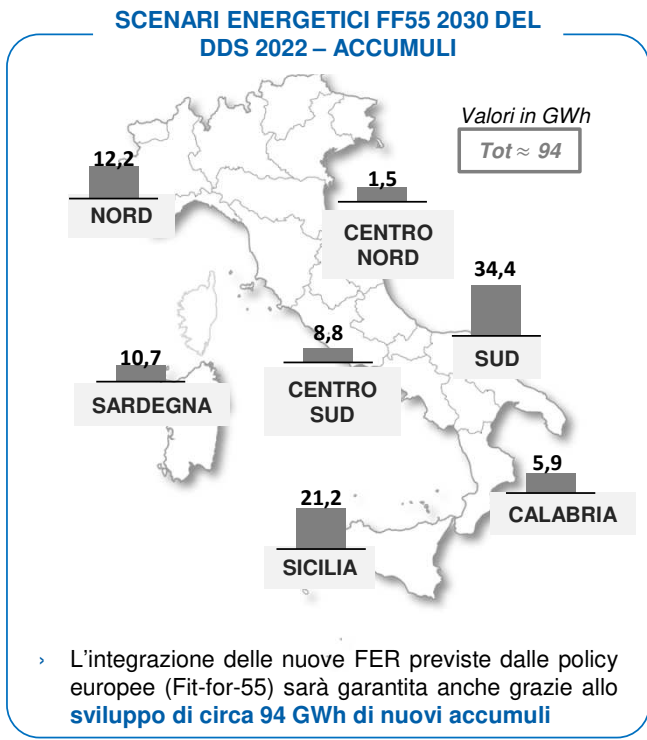 SCENARI ENERGETICI FF55 2030 DEL
DDS 2022 – ACCUMULI
Valori in GWh
Tot ≈ 94
12,2
NORD
1,5
CENTRO
NORD
34,4
SUD
8,8
CENTRO
SUD
10,7
SARDEGNA
5,9
CALABRIA
21,2
SICILIA
› L'integrazione delle nuove FER previste dalle policy
europee (Fit-for-55) sarà garantita anche grazie allo
sviluppo di circa 94 GWh di nuovi accumuli